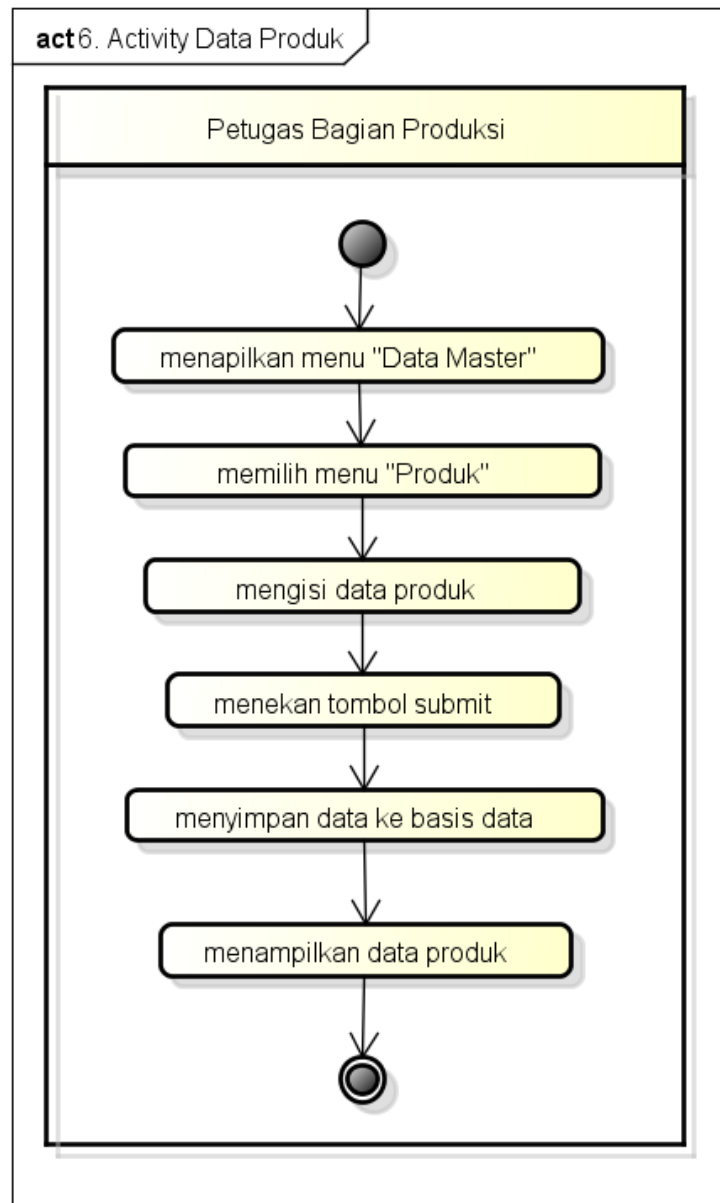 act 6. Activity Data Produk
Petugas Bagian Produksi
menapilkan menu "Data Master"
memilih menu "Produk"
mengisi data produk
menekan tombol submit
menyimpan data ke basis data
menampilkan data produk